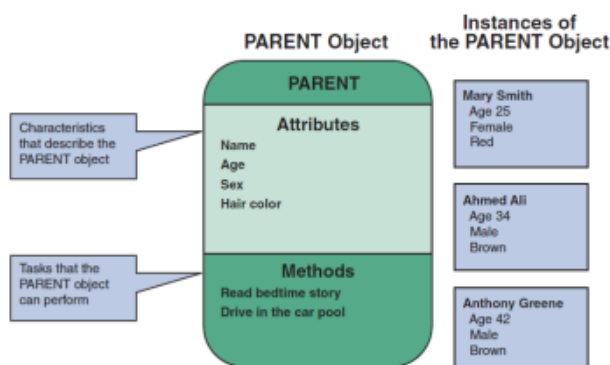 PARENT Object
Instances of
the PARENT Object
PARENT
Attributes
Name
Age
Sex
Hair color
Methods
Read bedtime story
Drive in the car pool
Characteristics
that describe the
PARENT object
Tasks that the
PARENT object
can perform
Mary Smith
Age 25
Female
Red
Ahmed Ali
Age 34
Male
Brown
Anthony Greene
Age 42
Male
Brown